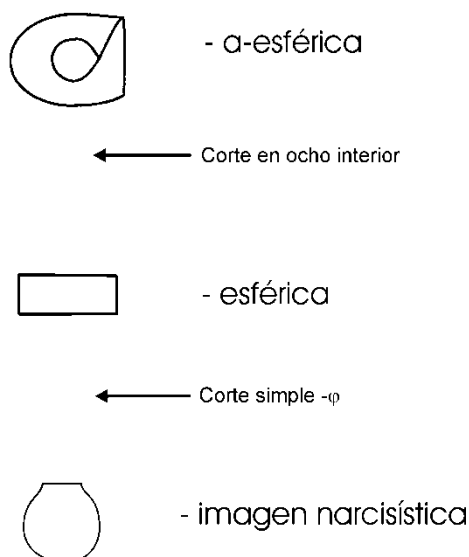 - a-esférica
Corte en ocho interior
- esférica
Corte simple -φ
- imagen narcisística